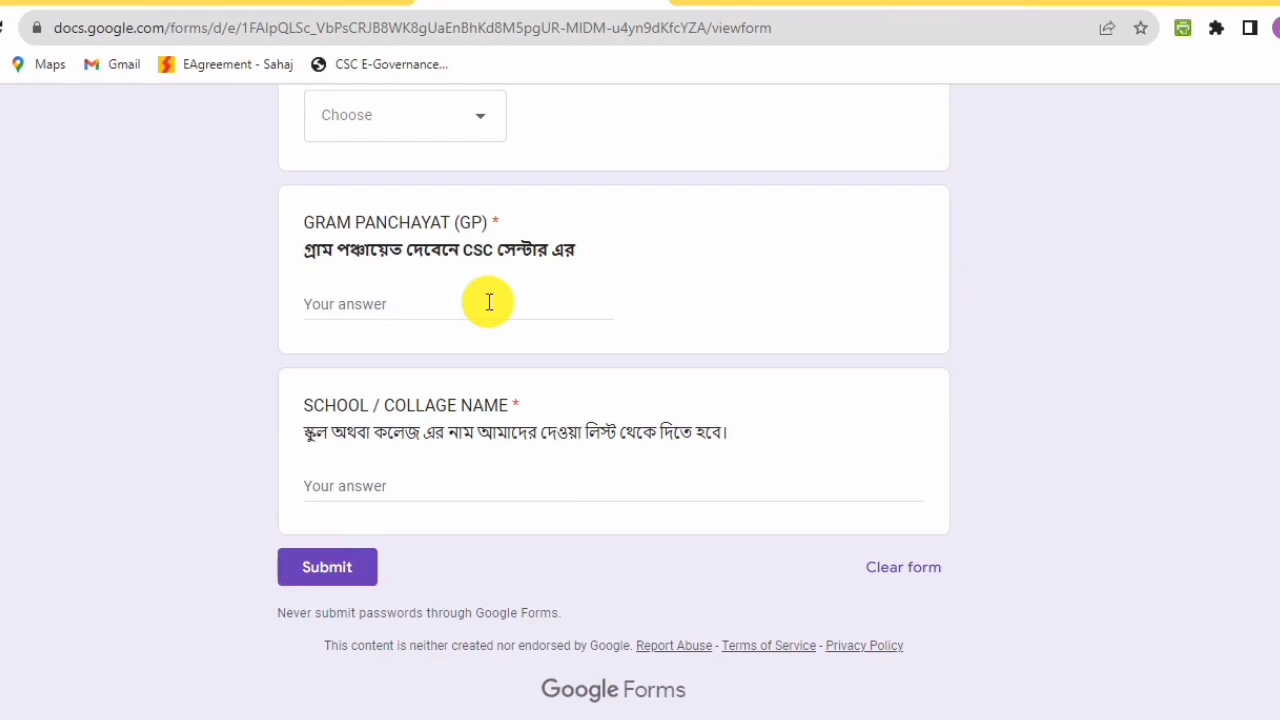 docs.google.com/forms/d/e/1FAIpQLSc_VbPsCRJB8WK8gUaEnBhKd8M5pgUR-MIDM-u4yn9dKfcYZA/viewform
Maps Gmail EAgreement - Sahaj CSC E-Governance...
Choose
GRAM PANCHAYAT (GP) *
গ্রাম পঞ্চায়েত দেবেনে CSC সেন্টার এর
Your answer
SCHOOL / COLLAGE NAME *
স্কুল অথবা কলেজ এর নাম আমাদের দেওয়া লিস্ট থেকে দিতে হবে।
Your answer
Submit Clear form
Never submit passwords through Google Forms.
This content is neither created nor endorsed by Google. Report Abuse - Terms of Service - Privacy Policy
Google Forms